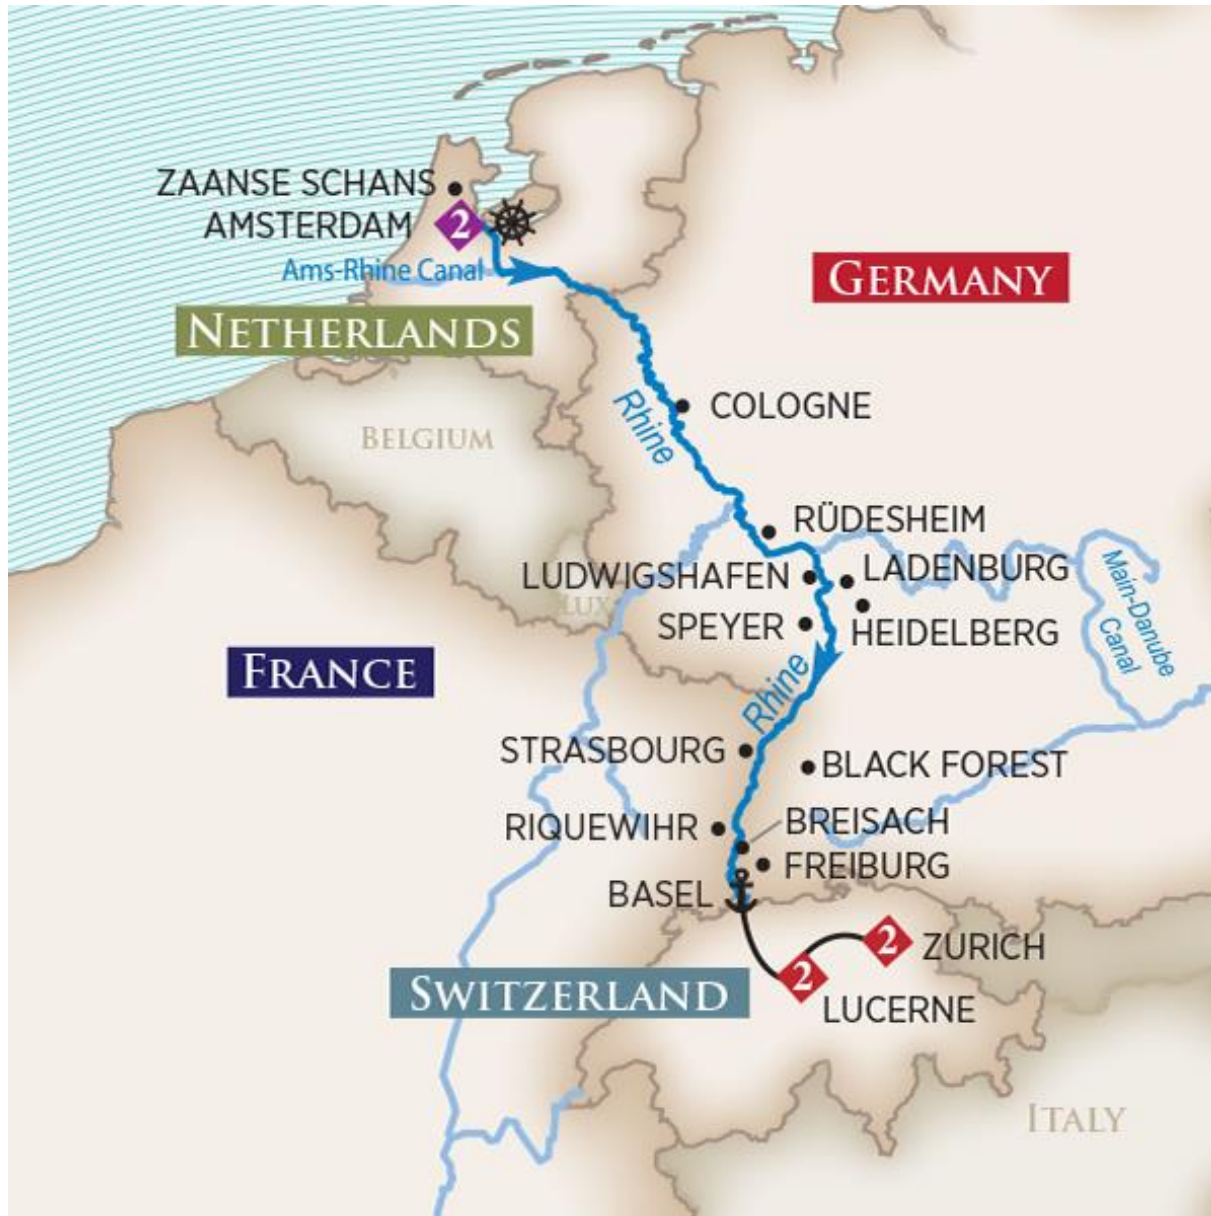 ZAANSE SCHANS
AMSTERDAM
2
Ams-Rhine Canal
GERMANY
NETHERLANDS
Rhine
COLOGNE
BELGIUM
RÜDESHEIM
LUDWIGSHAFEN
LADENBURG
LUX
SPEYER
HEIDELBERG
Main-Danube
Canal
FRANCE
Rhine
STRASBOURG
BLACK FOREST
RIQUEWIHR
BREISACH
FREIBURG
BASEL
2
ZURICH
2
SWITZERLAND
LUCERNE
ITALY